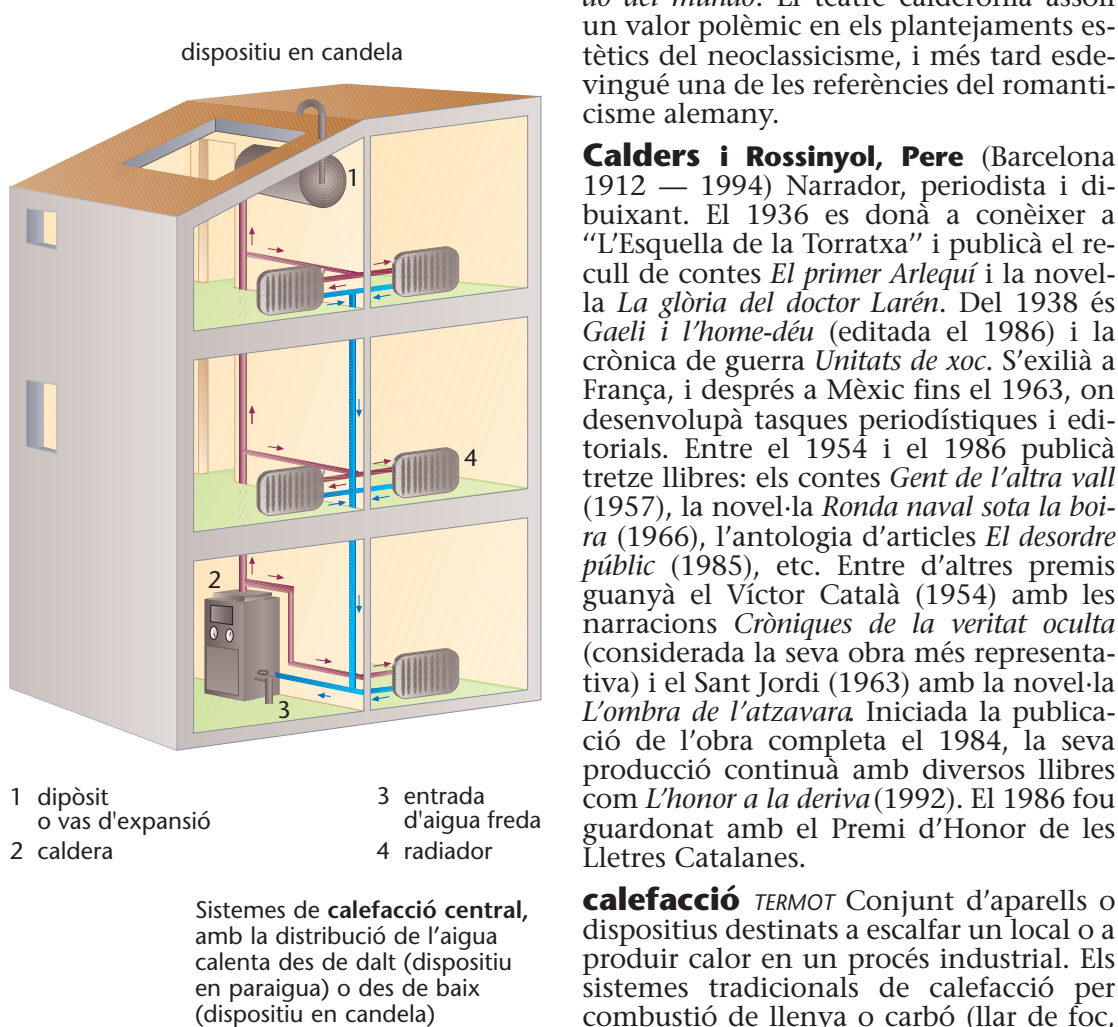 dispositiu en candela
1
4
2
3
1 dipòsit
o vas d'expansió
2 caldera
3 entrada
d'aigua freda
4 radiador
Sistemes de calefacció central,
amb la distribució de l’aigua
calenta des de dalt (dispositiu
en paraigua) o des de baix
(dispositiu en candela)
un valor polèmic en els plantejaments es-
tètics del neoclassicisme, i més tard esde-
vingué una de les referències del romanti-
cisme alemany.
Calders i Rossinyol, Pere (Barcelona
1912 — 1994) Narrador, periodista i di-
buixant. El 1936 es donà a conèixer a
“L’Esquella de la Torratxa” i publicà el re-
cull de contes El primer Arlequí i la novel-
la La glòria del doctor Larén. Del 1938 és
Gaeli i l’home-déu (editada el 1986) i la
crònica de guerra Unitats de xoc. S’exilià a
França, i després a Mèxic fins el 1963, on
desenvolupà tasques periodístiques i edi-
torials. Entre el 1954 i el 1986 publicà
tretze llibres: els contes Gent de l’altra vall
(1957), la novel·la Ronda naval sota la boi-
ra (1966), l’antologia d’articles El desordre
públic (1985), etc. Entre d’altres premis
guanyà el Víctor Català (1954) amb les
narracions Cròniques de la veritat oculta
(considerada la seva obra més representa-
tiva) i el Sant Jordi (1963) amb la novel·la
L’ombra de l’atzavara. Iniciada la publica-
ció de l’obra completa el 1984, la seva
producció continuà amb diversos llibres
com L’honor a la deriva (1992). El 1986 fou
guardonat amb el Premi d’Honor de les
Lletres Catalanes.
calefacció TERMOT Conjunt d’aparells o
dispositius destinats a escalfar un local o a
produir calor en un procés industrial. Els
sistemes tradicionals de calefacció per
combustió de llenya o carbó (llar de foc,